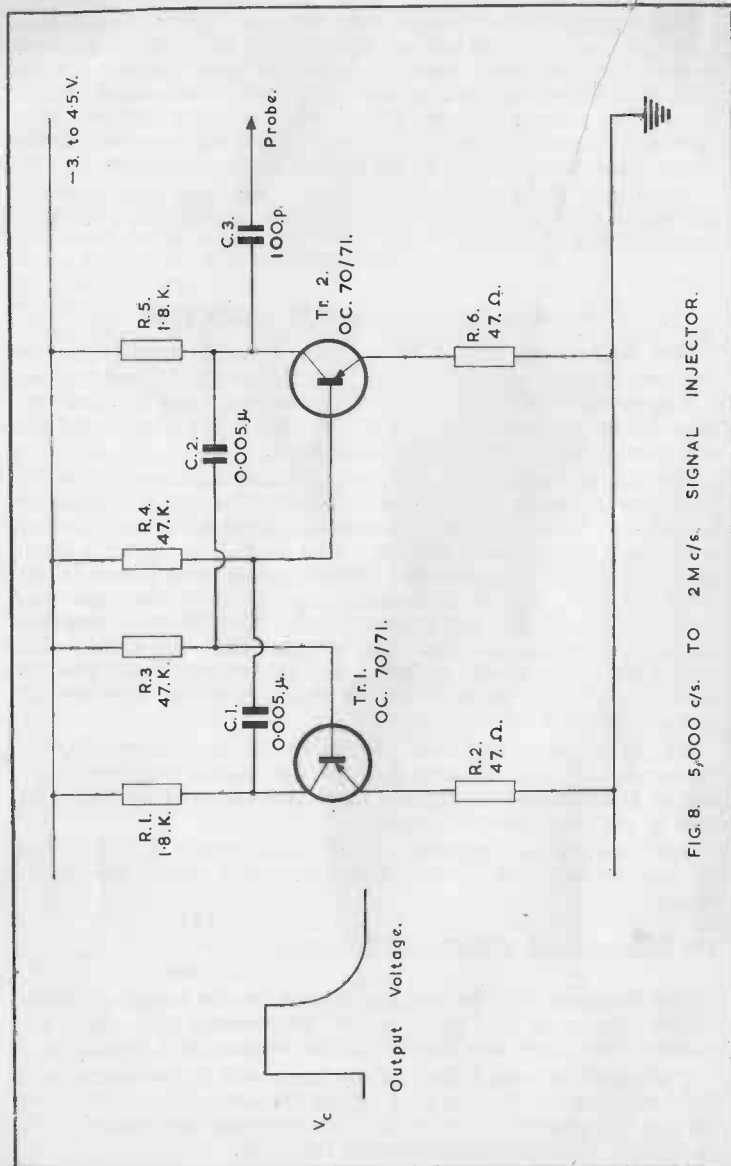 —3. to 4·5.V.
R.1.
1·8.K.
R.3
47.K.
R.4.
47.K.
R.5.
1·8.K.
C.1.
0·005.µ.
C.2.
0·005.µ
C.3.
100.p.
Probe.
Tr.1.
OC. 70/71.
Tr. 2.
OC. 70/71.
R.2.
47.Ω.
R.6.
47.Ω.
Vc
Output Voltage.
FIG. 8. 5,000 c/s. TO 2 M c/s. SIGNAL INJECTOR.